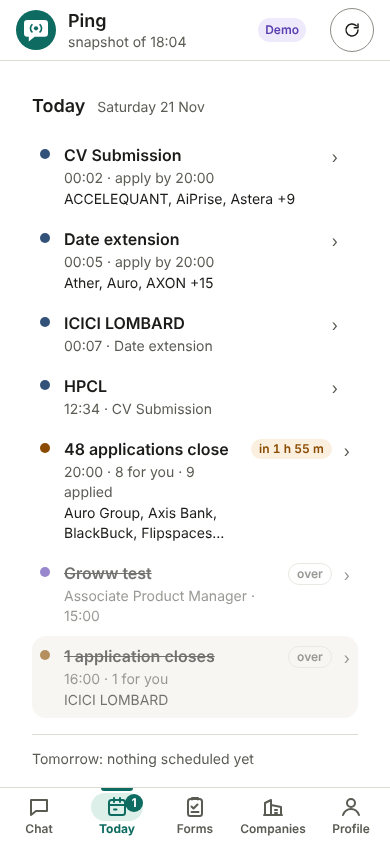 Ping
snapshot of 18:04
Demo
Today Saturday 21 Nov
CV Submission
00:02 · apply by 20:00
ACCELEQUANT, AiPrise, Astera +9
Date extension
00:05 · apply by 20:00
Ather, Auro, AXON +15
ICICI LOMBARD
00:07 · Date extension
HPCL
12:34 · CV Submission
48 applications close in 1 h 55 m
20:00 · 8 for you · 9
applied
Auro Group, Axis Bank,
BlackBuck, Flipspaces...
Groww test over
Associate Product Manager ·
15:00
1 application closes over
16:00 · 1 for you
ICICI LOMBARD
Tomorrow: nothing scheduled yet
1
Chat Today Forms Companies Profile